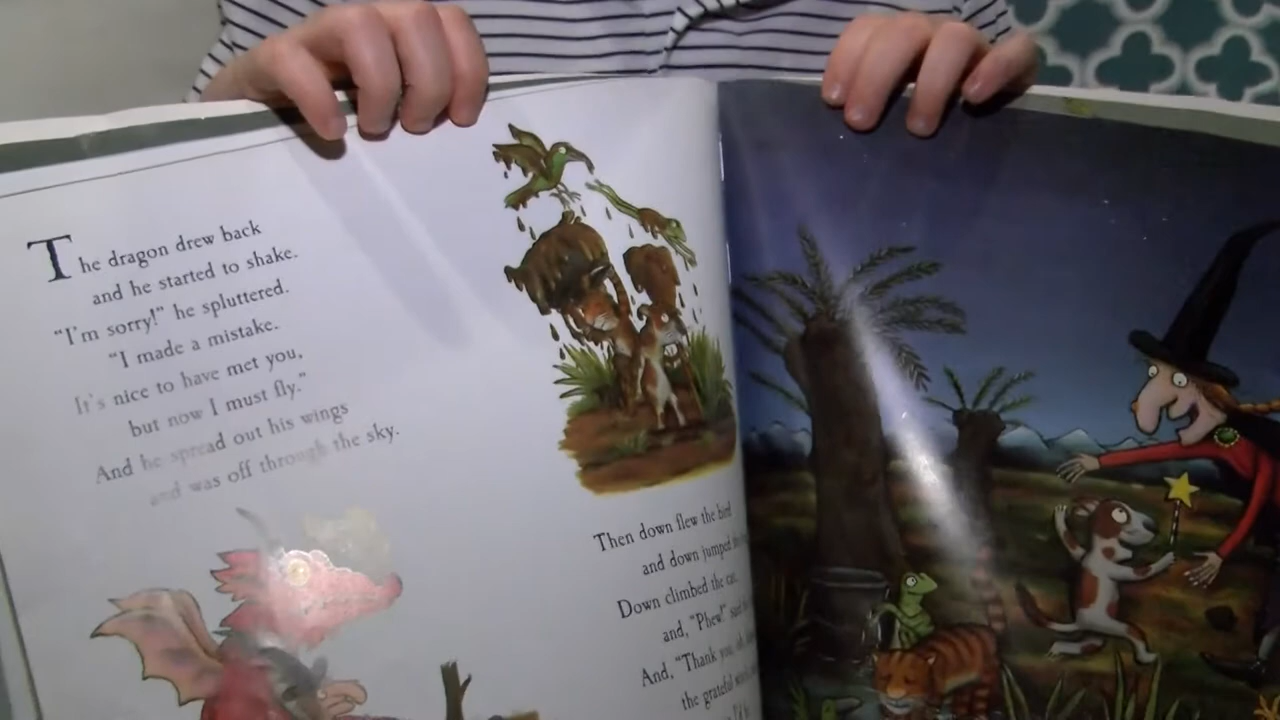 The dragon drew back
and he started to shake.
"I'm sorry!" he spluttered.
"I made a mistake.
It's nice to have met you,
but now I must fly."
And he spread out his wings
and was off through the sky.
Then down flew the bird
and down jumped
Down climbed the cat,
and, "Phew!" said
And, "Thank you, oh,
the grateful
I'd